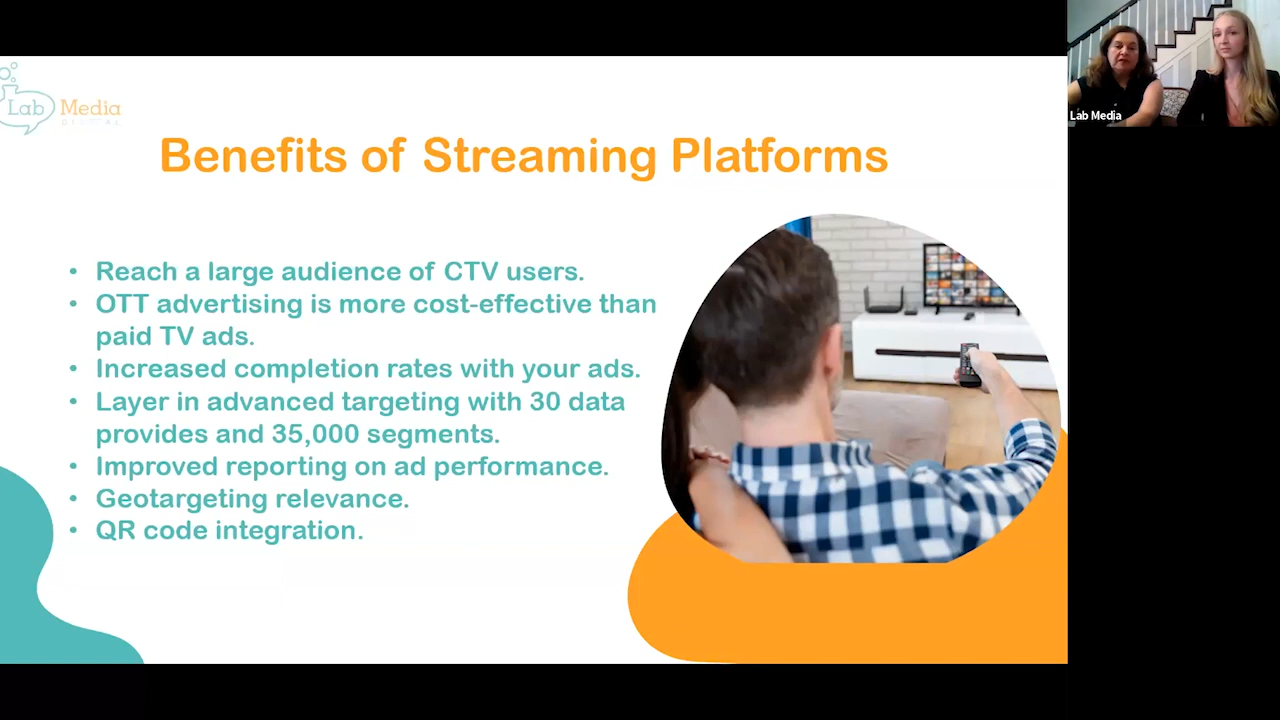 Lab Media
DIGITAL
Benefits of Streaming Platforms
• Reach a large audience of CTV users.
• OTT advertising is more cost-effective than
paid TV ads.
• Increased completion rates with your ads.
• Layer in advanced targeting with 30 data
provides and 35,000 segments.
• Improved reporting on ad performance.
• Geotargeting relevance.
• QR code integration.
Lab Media